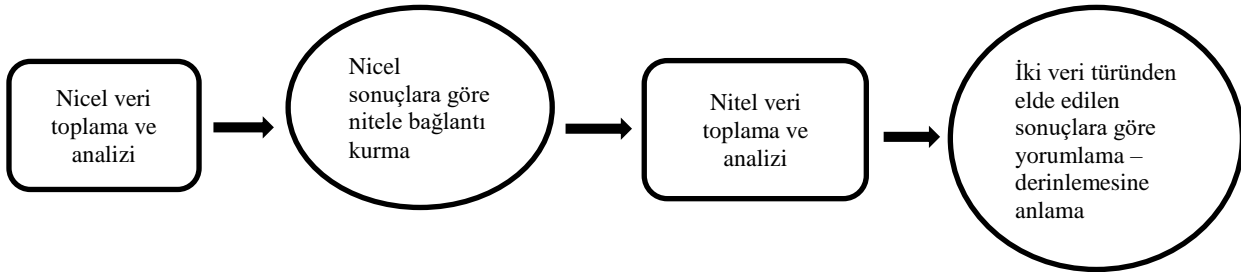 Nicel veri
toplama ve
analizi
Nicel
sonuçlara göre
nitele bağlantı
kurma
Nitel veri
toplama ve
analizi
İki veri türünden
elde edilen
sonuçlara göre
yorumlama –
derinlemesine
anlama